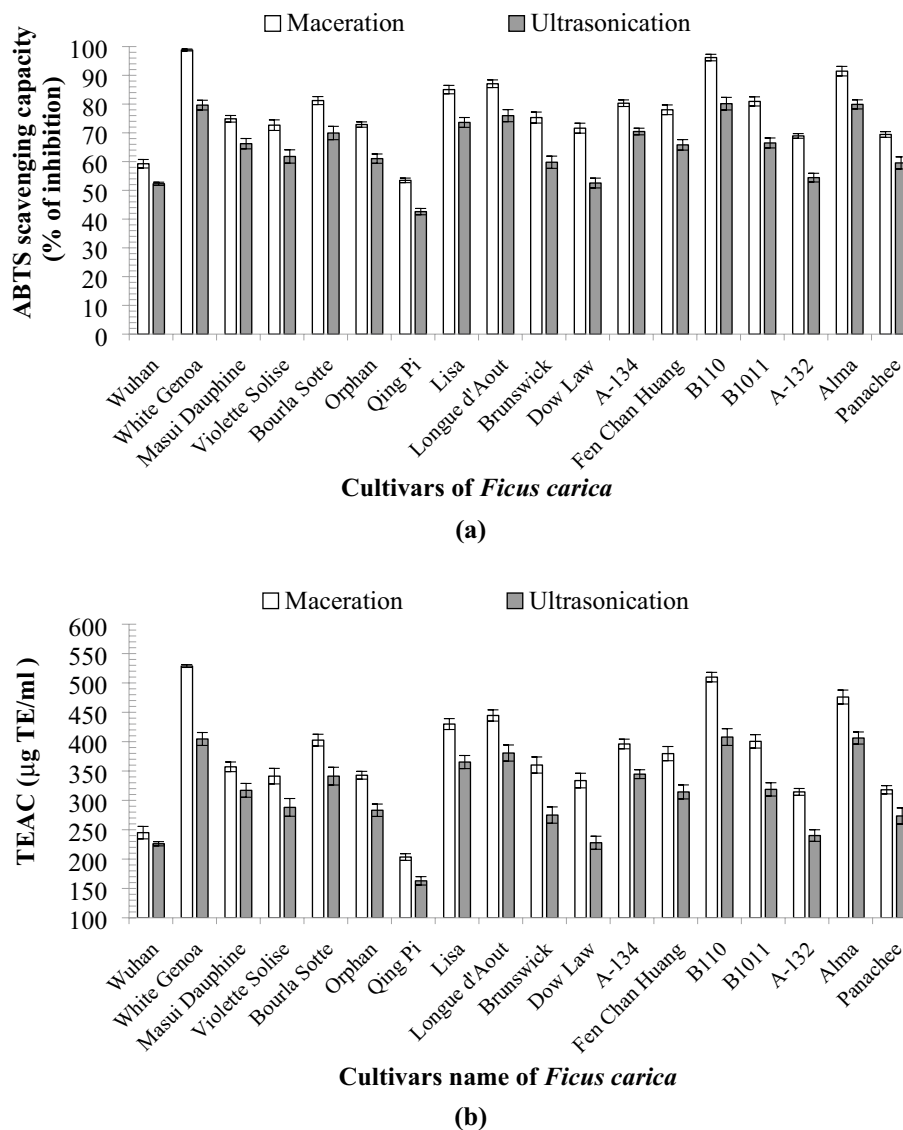 Maceration Ultrasonication
ABTS scavenging capacity
(% of inhibition)
100
90
80
70
60
50
40
30
20
10
0
Wuhan
White Genoa
Masui Dauphine
Violette Solise
Bourla Sotte
Orphan
Qing Pi
Lisa
Longue d'Aout
Brunswick
Dow Law
A-134
Fen Chan Huang
B110
B1011
A-132
Alma
Panachee
Cultivars of Ficus carica
(a)
Maceration Ultrasonication
TEAC (µg TE/ml )
600
550
500
450
400
350
300
250
200
150
100
Wuhan
White Genoa
Masui Dauphine
Violette Solise
Bourla Sotte
Orphan
Qing Pi
Lisa
Longue d'Aout
Brunswick
Dow Law
A-134
Fen Chan Huang
B110
B1011
A-132
Alma
Panachee
Cultivars name of Ficus carica
(b)